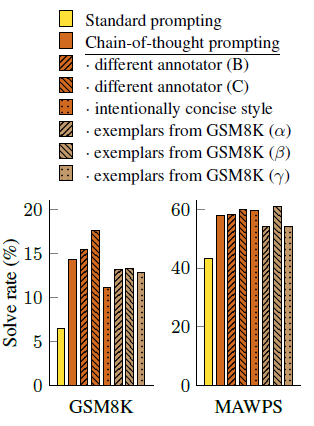 Standard prompting
Chain-of-thought prompting
· different annotator (B)
· different annotator (C)
· intentionally concise style
· exemplars from GSM8K (α)
· exemplars from GSM8K (β)
· exemplars from GSM8K (γ)
Solve rate (%)
20
15
10
5
0
GSM8K
60
40
20
0
MAWPS